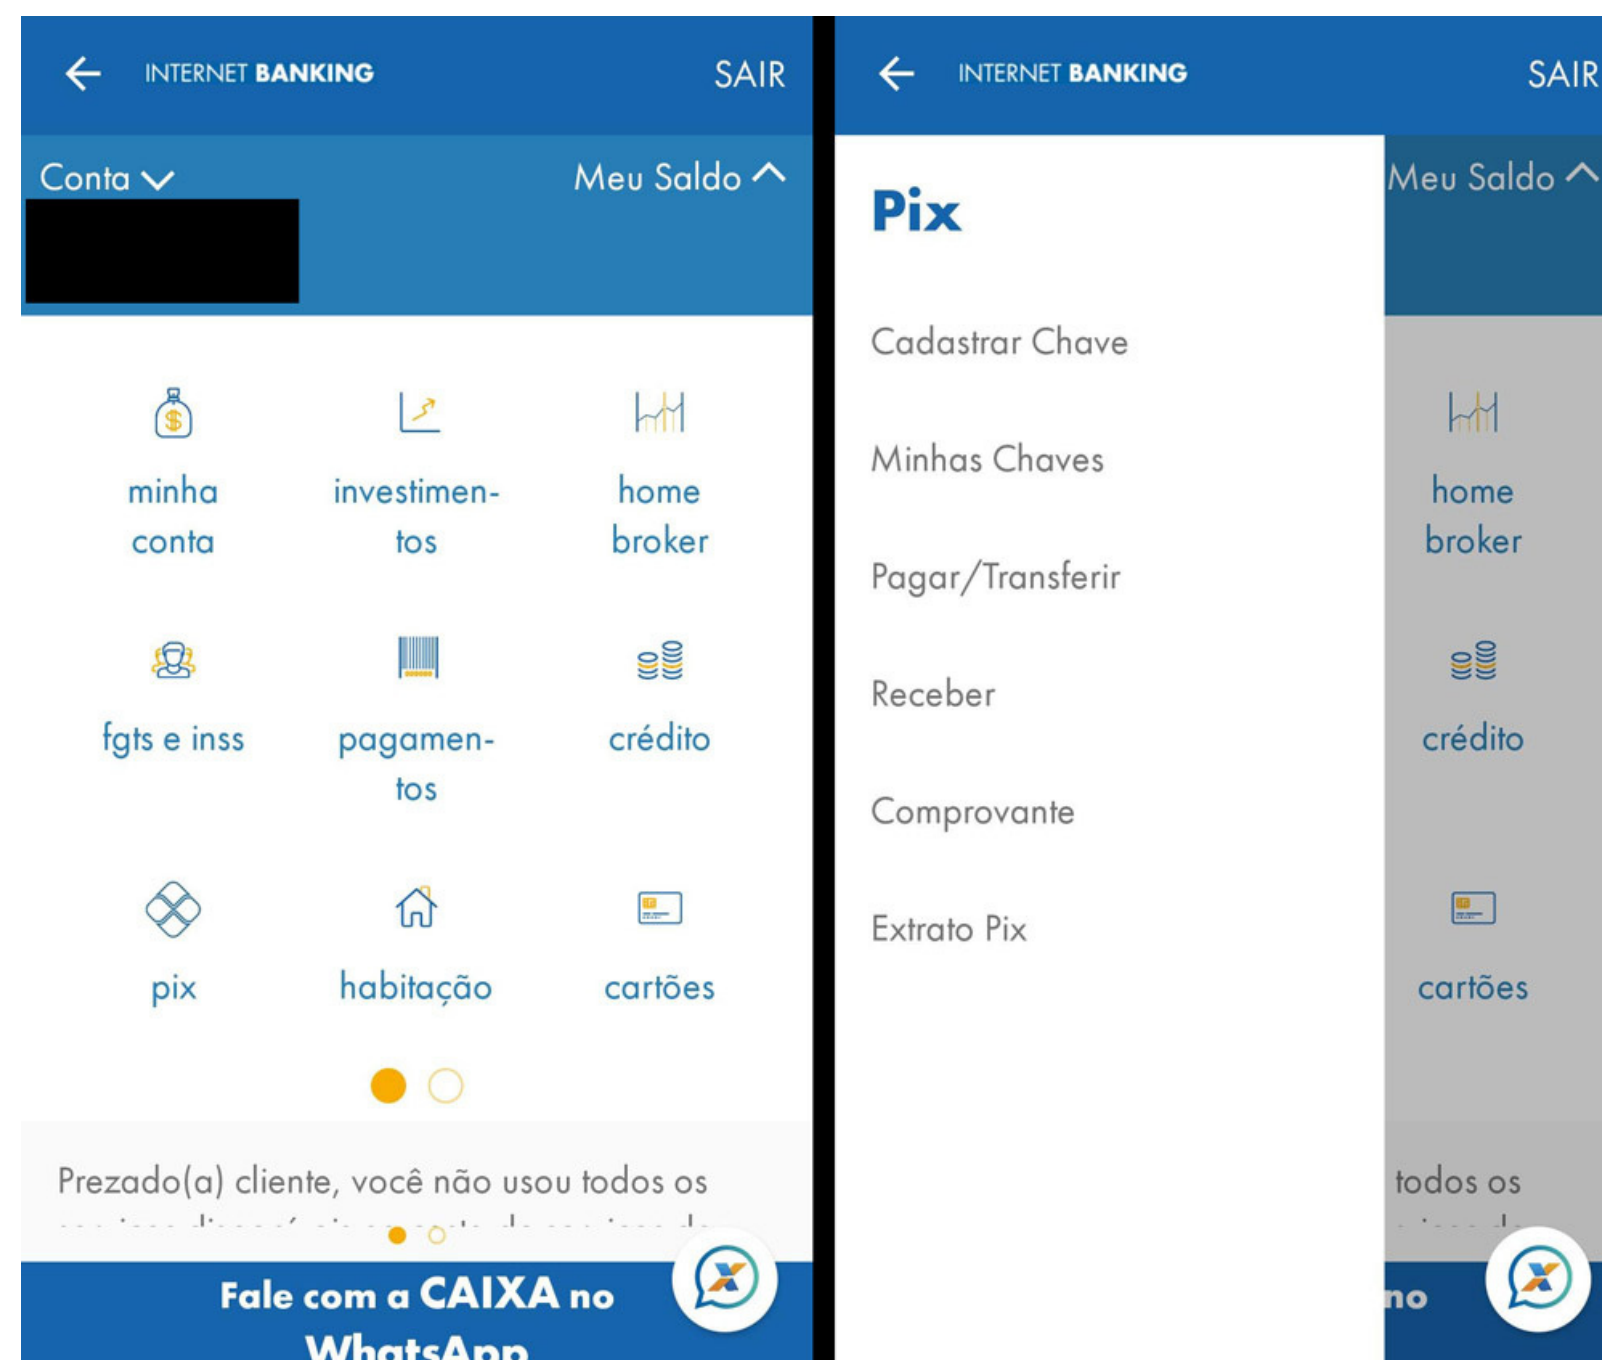 INTERNET BANKING
SAIR
Conta
Meu Saldo
minha
conta
investimen-
tos
home
broker
fgts e inss
pagamen-
tos
crédito
pix
habitação
cartões
Prezado(a) cliente, você não usou todos os
Fale com a CAIXA no
WhatsApp
INTERNET BANKING
SAIR
Meu Saldo
Pix
Cadastrar Chave
Minhas Chaves
Pagar/Transferir
Receber
Comprovante
Extrato Pix
home
broker
crédito
cartões
todos os
no